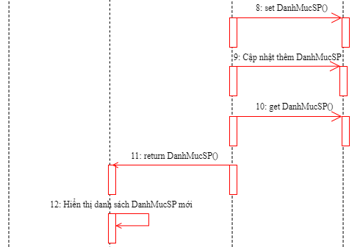 8: set DanhMucSP()
9: Cập nhật thêm DanhMucSP
10: get DanhMucSP()
11: return DanhMucSP()
12: Hiển thị danh sách DanhMucSP mới